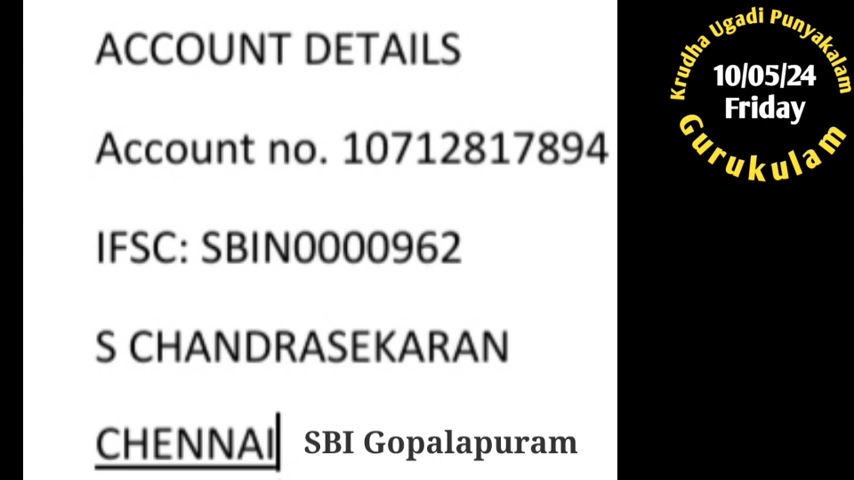 ACCOUNT DETAILS
Account no. 10712817894
IFSC: SBIN0000962
S CHANDRASEKARAN
CHENNAI SBI Gopalapuram
Krudha Ugadi Punyakalam
10/05/24
Friday
Gurukulam